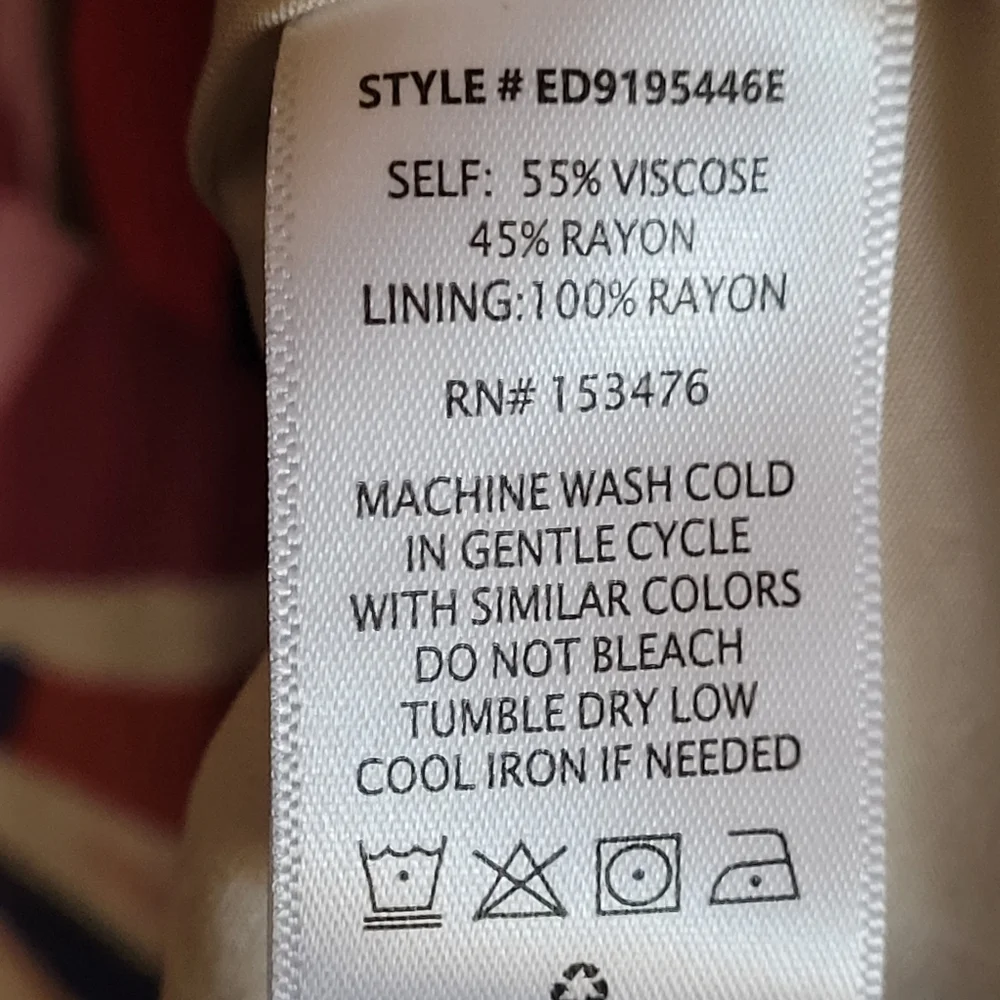 STYLE # ED9195446E
SELF: 55% VISCOSE
45% RAYON
LINING:100% RAYON
RN# 153476
MACHINE WASH COLD
IN GENTLE CYCLE
WITH SIMILAR COLORS
DO NOT BLEACH
TUMBLE DRY LOW
COOL IRON IF NEEDED